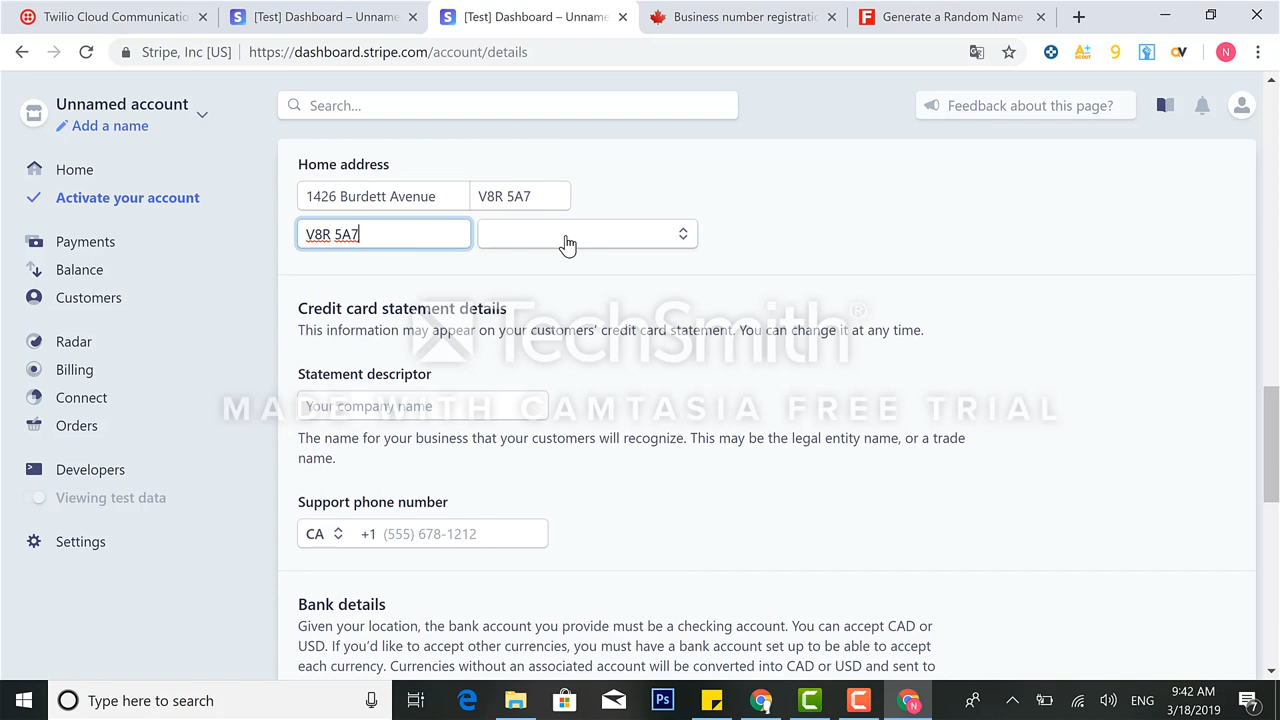 Twilio Cloud Communicatio
[Test] Dashboard – Unname
[Test] Dashboard – Unname
Business number registrati
Generate a Random Name
Stripe, Inc [US] | https://dashboard.stripe.com/account/details
Unnamed account
Add a name
Search...
Feedback about this page?
Home
Activate your account
Payments
Balance
Customers
Radar
Billing
Connect
Orders
Developers
Viewing test data
Settings
Home address
1426 Burdett Avenue
V8R 5A7
V8R 5A7
Credit card statement details
This information may appear on your customers' credit card statement. You can change it at any time.
TechSmith®
Statement descriptor
Your company name
MADE WITH CAMTASIA FREE TRIAL
The name for your business that your customers will recognize. This may be the legal entity name, or a trade
name.
Support phone number
CA +1 (555) 678-1212
Bank details
Given your location, the bank account you provide must be a checking account. You can accept CAD or
USD. If you'd like to accept other currencies, you must have a bank account set up to be able to accept
each currency. Currencies without an associated account will be converted into CAD or USD and sent to
Type here to search
ENG
9:42 AM
3/18/2019
7